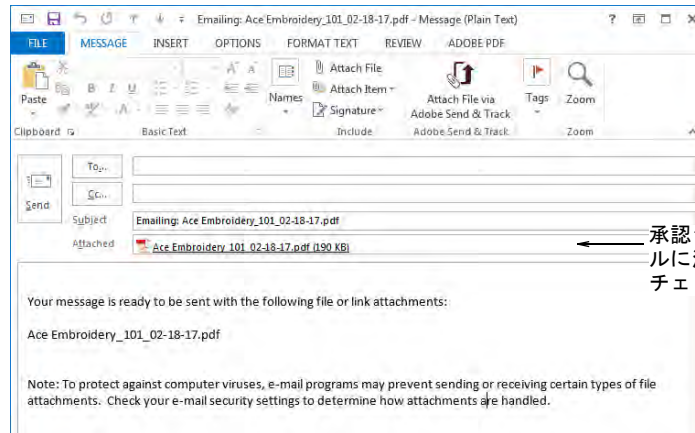 Emailing: Ace Embroidery_101_02-18-17.pdf - Message (Plain Text)
FILE MESSAGE INSERT OPTIONS FORMAT TEXT REVIEW ADOBE PDF
Paste
B I U
A A
Names
Attach File
Attach Item
Signature
Attach File via
Adobe Send & Track
Tags
Zoom
Clipboard Basic Text Include Adobe Send & Track Zoom
Send
To...
Cc...
Subject Emailing: Ace Embroidery_101_02-18-17.pdf
Attached Ace Embroidery_101_02-18-17.pdf (190 KB)
承認
ルに
チェ
Your message is ready to be sent with the following file or link attachments:
Ace Embroidery_101_02-18-17.pdf
Note: To protect against computer viruses, e-mail programs may prevent sending or receiving certain types of file
attachments. Check your e-mail security settings to determine how attachments are handled.